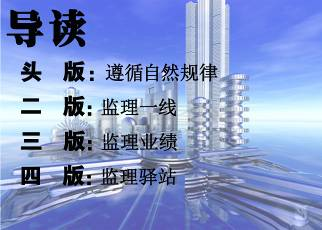 导读
头 版：遵循自然规律
二 版：监理一线
三 版：监理业绩
四 版：监理驿站